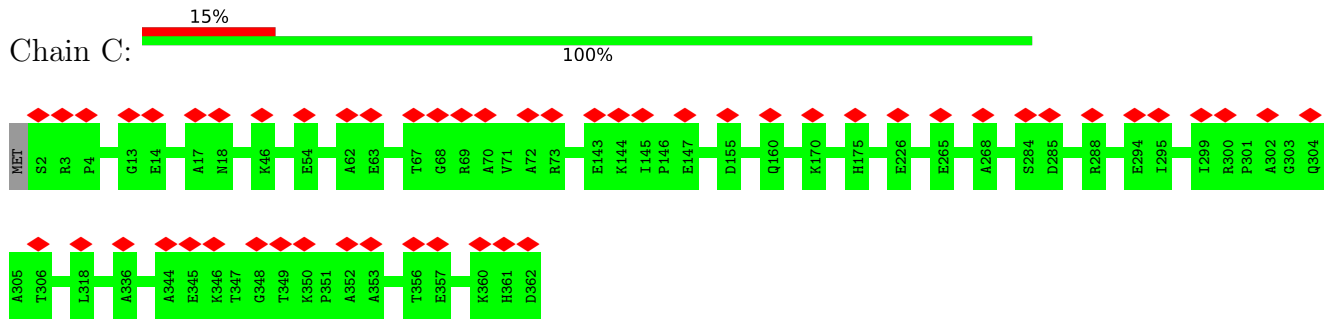 15%
Chain C:
100%
MET S2 R3 P4 G13 E14 A17 N18 K46 E54 A62 E63 T67 G68 R69 A70 V71 A72 R73 E143 K144 I145 P146 E147 D155 Q160 K170 H175 E226 E265 A268 S284 D285 R288 E294 I295 I299 R300 P301 A302 G303 Q304
A305 T306 L318 A336 A344 E345 K346 T347 G348 T349 K350 P351 A352 A353 T356 E357 K360 H361 D362